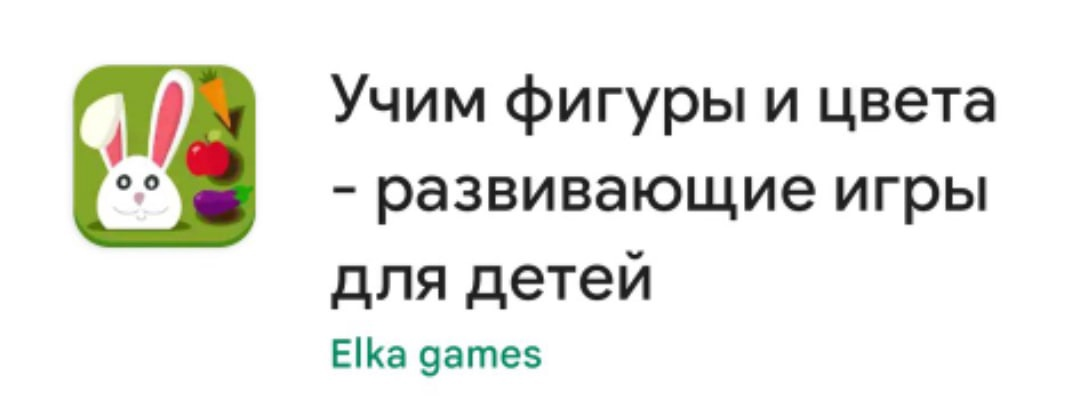 Учим фигуры и цвета
- развивающие игры
для детей
Elka games